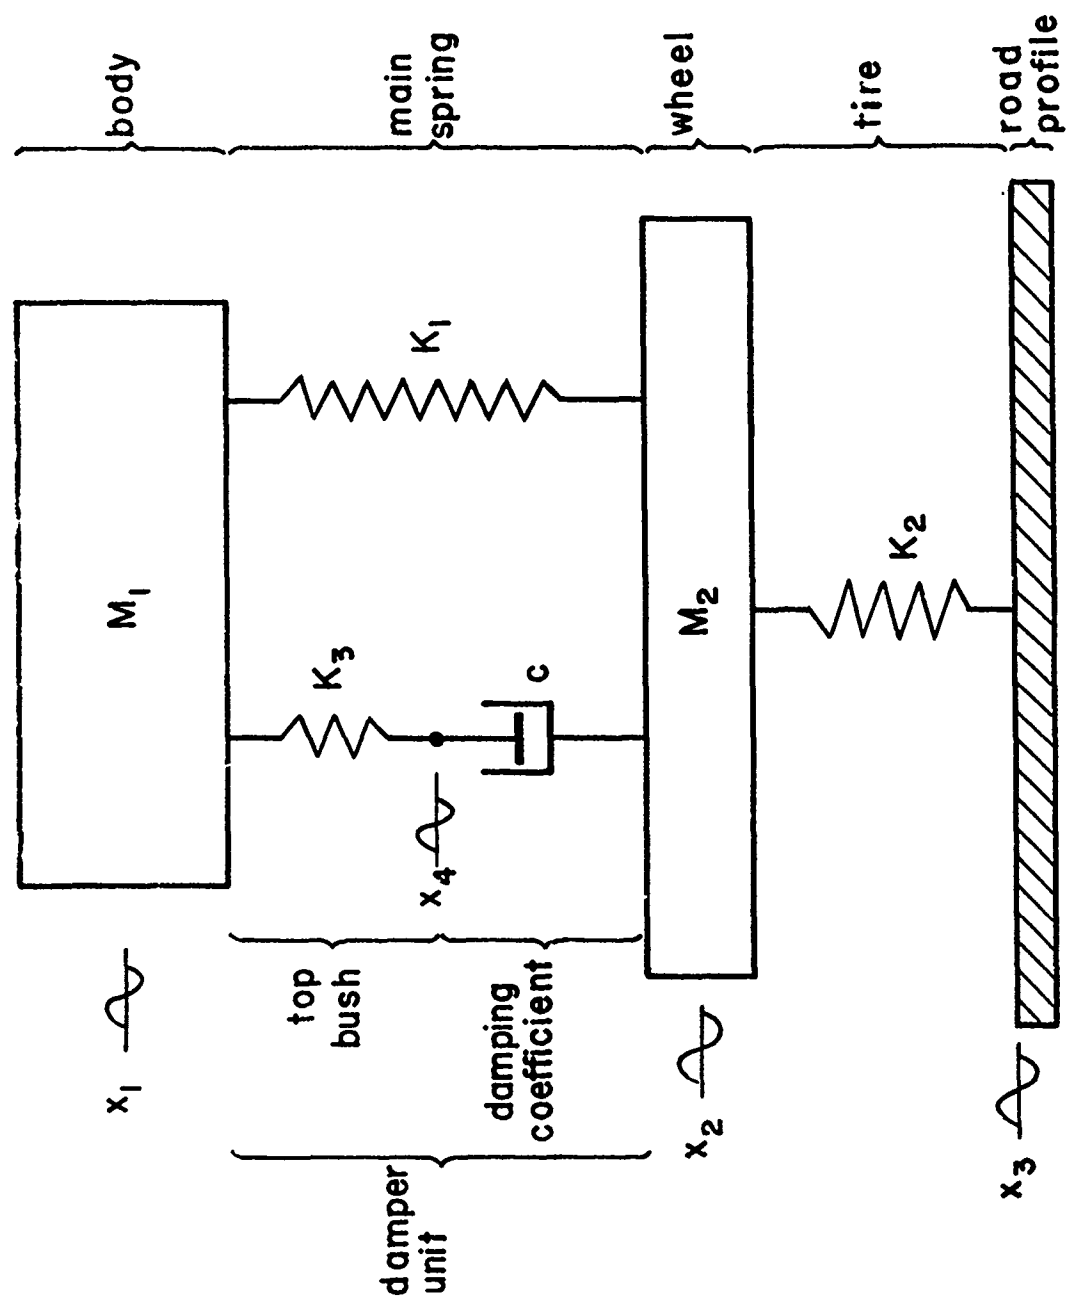 x₁
M₁
body
top
bush
K₃
damper
unit
x₄
K₁
main
spring
damping
coefficient
c
x₂
M₂
wheel
K₂
tire
x₃
road
profile